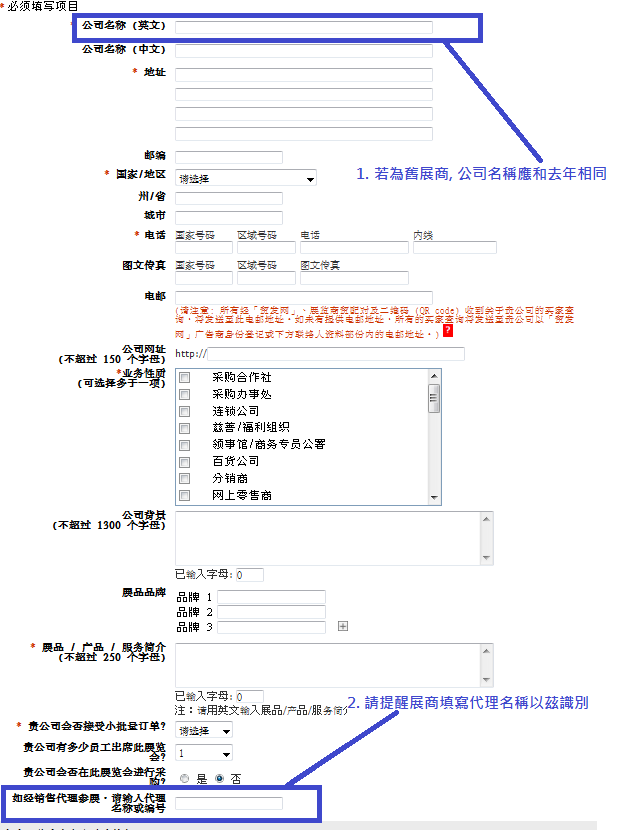 * 必须填写项目
* 公司名称 (英文)
公司名称 (中文)
* 地址
1. 若為舊展商, 公司名稱應和去年相同
邮编
* 国家/地区 请选择
州/省
城市
* 电话 国家号码 区域号码 电话 内线
图文传真 国家号码 区域号码 图文传真
电邮
(请注意: 所有经「贸发网」、展览商贸配对及二维码 (QR code) 收到关于贵公司的买家查
询,将发送至此电邮地址。如未有提供电邮地址,所有的买家查询将发送至贵公司以「贸发
网」广告商身份登记或下方联络人资料部份内的电邮地址。) ?
公司网址
(不超过 150 个字母) http://
*业务性质
(可选择多于一项)
采购合作社
采购办事处
连锁公司
慈善/福利组织
领事馆/商务专员公署
百货公司
分销商
网上零售商
公司背景
(不超过 1300 个字母)
已输入字母: 0
展品品牌
品牌 1
品牌 2
品牌 3
* 展品 / 产品 / 服务简介
(不超过 250 个字母)
已输入字母: 0
注:请用英文输入展品/产品/服务简介
2. 請提醒展商填寫代理名稱以茲識別
* 贵公司会否接受小批量订单? 请选择
贵公司有多少员工出席此展览
会? 1
贵公司会否在此展览会进行采
购? 是 否
如经销售代理参展,请输入代理
名称或编号